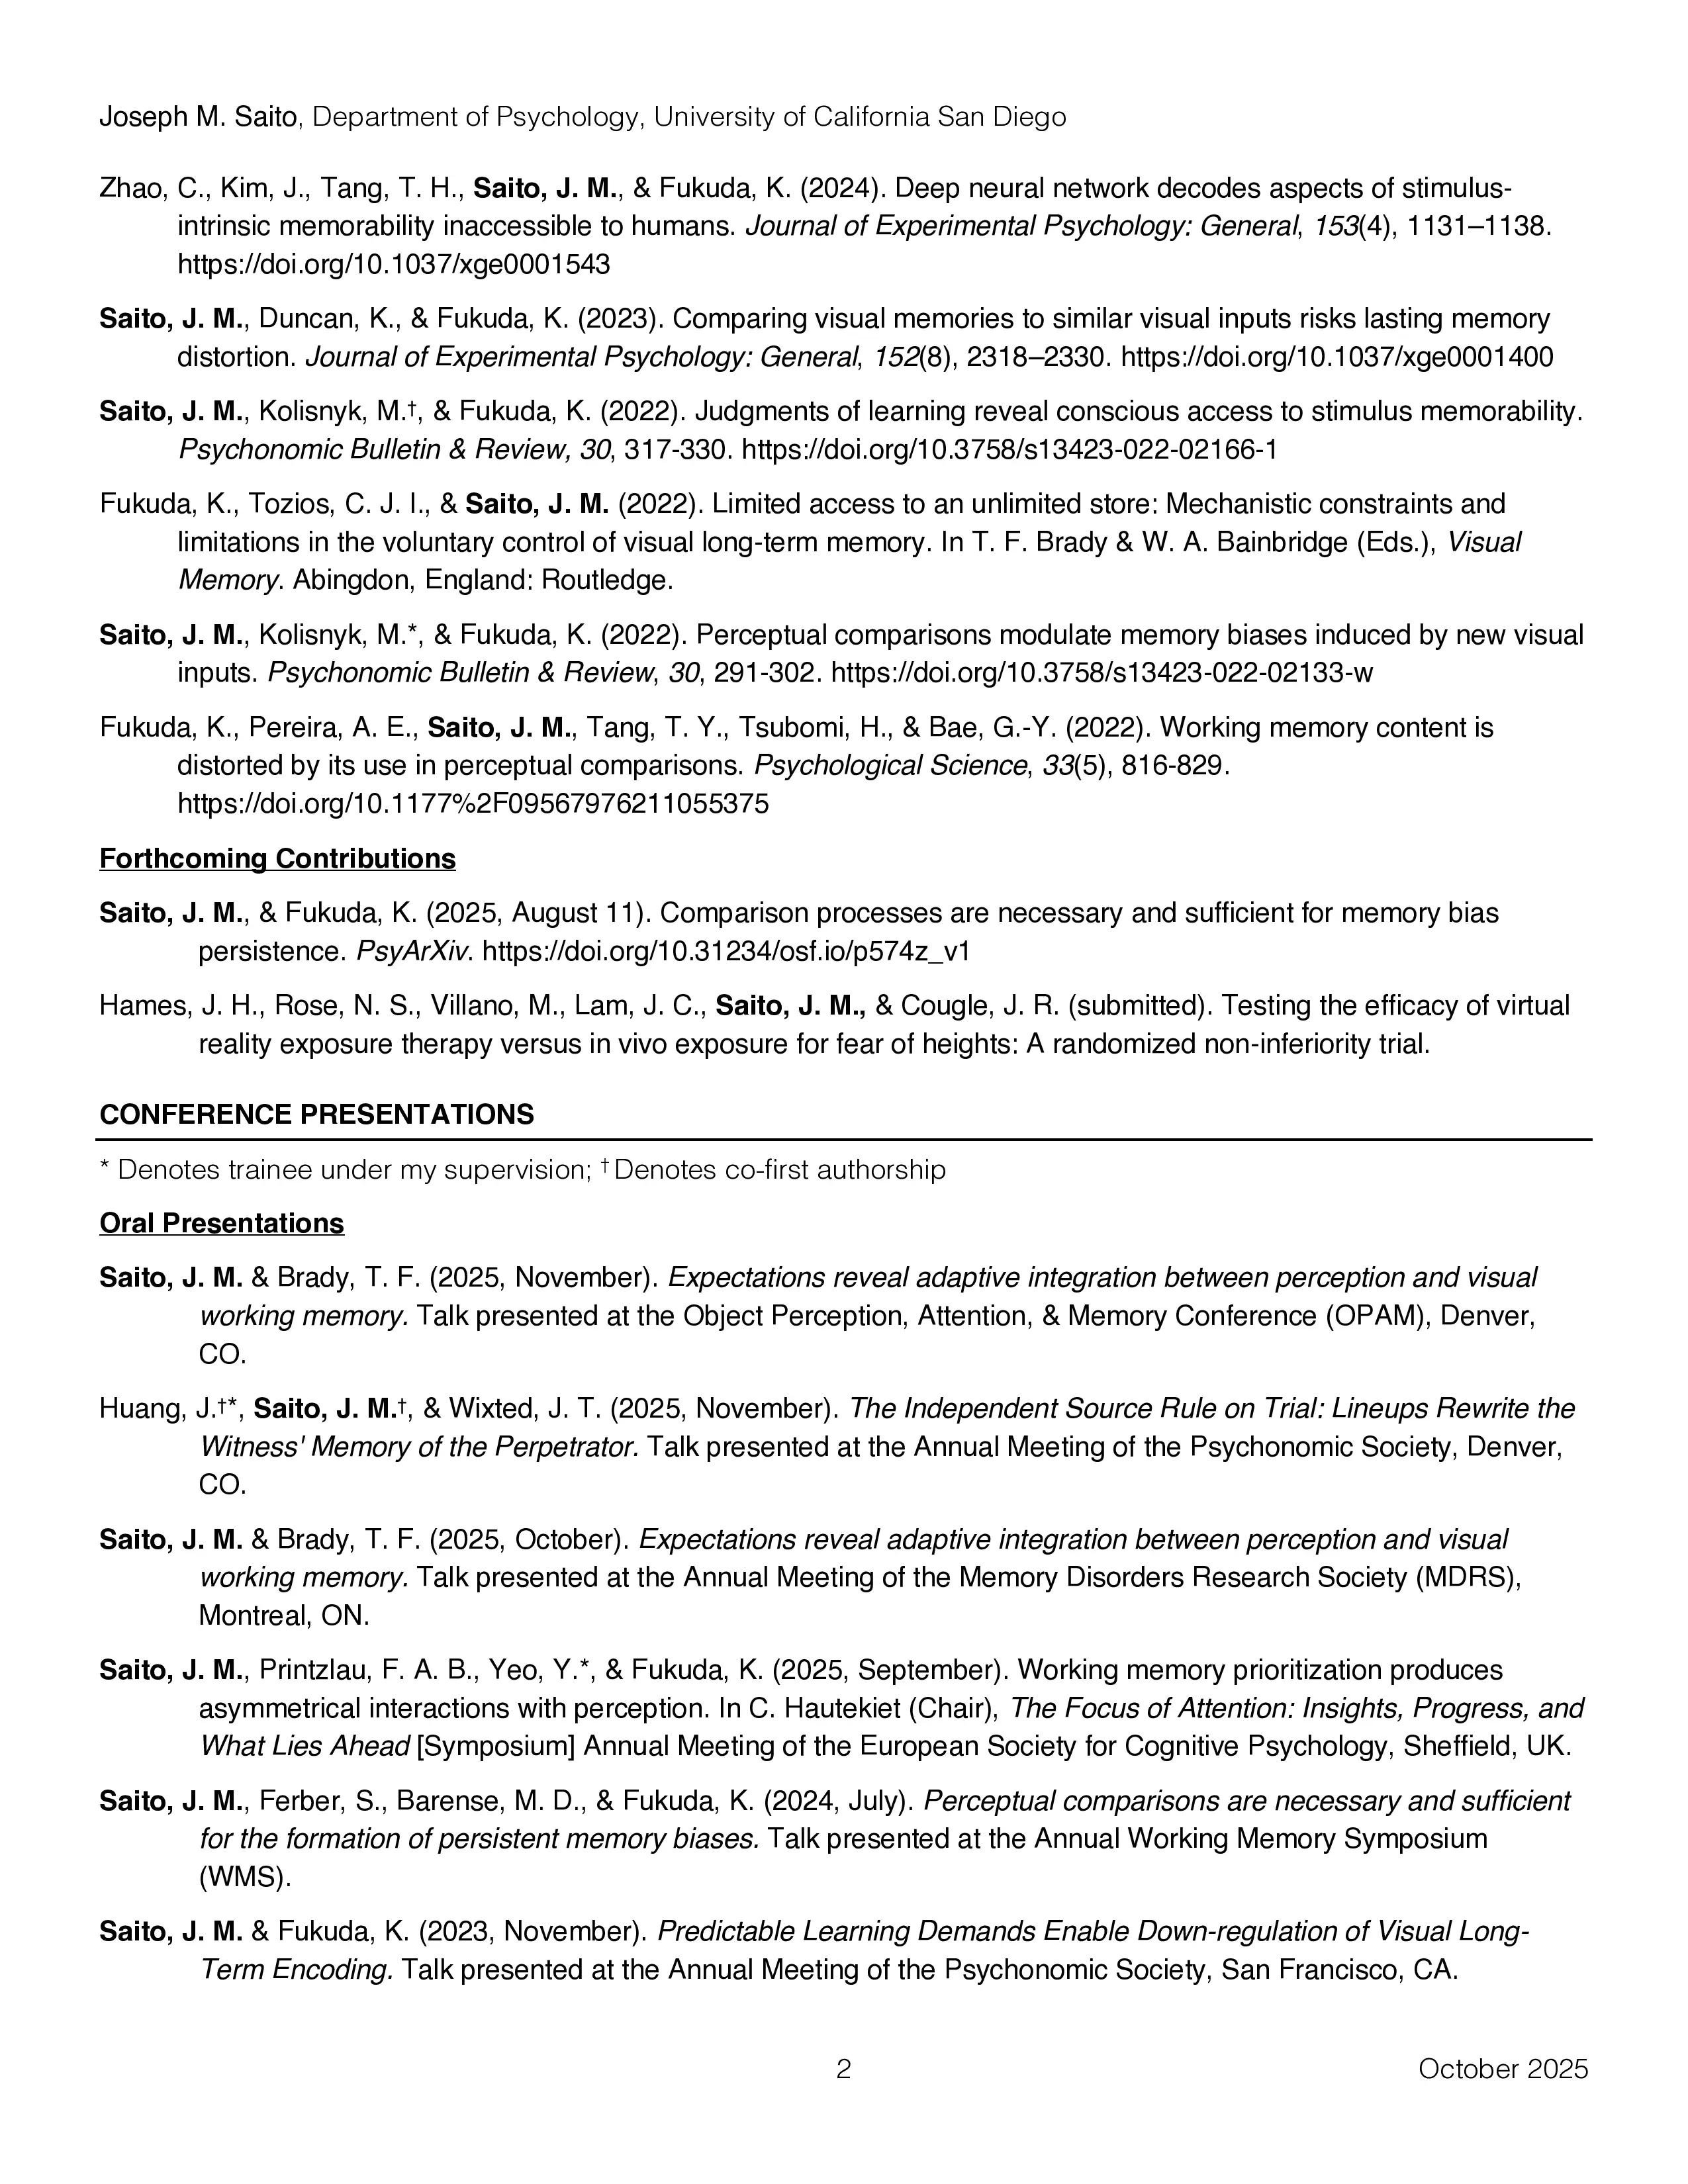 Joseph M. Saito, Department of Psychology, University of California San Diego
Zhao, C., Kim, J., Tang, T. H., Saito, J. M., & Fukuda, K. (2024). Deep neural network decodes aspects of stimulus-
intrinsic memorability inaccessible to humans. Journal of Experimental Psychology: General, 153(4), 1131–1138.
https://doi.org/10.1037/xge0001543
Saito, J. M., Duncan, K., & Fukuda, K. (2023). Comparing visual memories to similar visual inputs risks lasting memory
distortion. Journal of Experimental Psychology: General, 152(8), 2318–2330. https://doi.org/10.1037/xge0001400
Saito, J. M., Kolisnyk, M.†, & Fukuda, K. (2022). Judgments of learning reveal conscious access to stimulus memorability.
Psychonomic Bulletin & Review, 30, 317-330. https://doi.org/10.3758/s13423-022-02166-1
Fukuda, K., Tozios, C. J. I., & Saito, J. M. (2022). Limited access to an unlimited store: Mechanistic constraints and
limitations in the voluntary control of visual long-term memory. In T. F. Brady & W. A. Bainbridge (Eds.), Visual
Memory. Abingdon, England: Routledge.
Saito, J. M., Kolisnyk, M.*, & Fukuda, K. (2022). Perceptual comparisons modulate memory biases induced by new visual
inputs. Psychonomic Bulletin & Review, 30, 291-302. https://doi.org/10.3758/s13423-022-02133-w
Fukuda, K., Pereira, A. E., Saito, J. M., Tang, T. Y., Tsubomi, H., & Bae, G.-Y. (2022). Working memory content is
distorted by its use in perceptual comparisons. Psychological Science, 33(5), 816-829.
https://doi.org/10.1177%2F09567976211055375
Forthcoming Contributions
Saito, J. M., & Fukuda, K. (2025, August 11). Comparison processes are necessary and sufficient for memory bias
persistence. PsyArXiv. https://doi.org/10.31234/osf.io/p574z_v1
Hames, J. H., Rose, N. S., Villano, M., Lam, J. C., Saito, J. M., & Cougle, J. R. (submitted). Testing the efficacy of virtual
reality exposure therapy versus in vivo exposure for fear of heights: A randomized non-inferiority trial.
CONFERENCE PRESENTATIONS
* Denotes trainee under my supervision; † Denotes co-first authorship
Oral Presentations
Saito, J. M. & Brady, T. F. (2025, November). Expectations reveal adaptive integration between perception and visual
working memory. Talk presented at the Object Perception, Attention, & Memory Conference (OPAM), Denver,
CO.
Huang, J.†*, Saito, J. M.†, & Wixted, J. T. (2025, November). The Independent Source Rule on Trial: Lineups Rewrite the
Witness' Memory of the Perpetrator. Talk presented at the Annual Meeting of the Psychonomic Society, Denver,
CO.
Saito, J. M. & Brady, T. F. (2025, October). Expectations reveal adaptive integration between perception and visual
working memory. Talk presented at the Annual Meeting of the Memory Disorders Research Society (MDRS),
Montreal, ON.
Saito, J. M., Printzlau, F. A. B., Yeo, Y.*, & Fukuda, K. (2025, September). Working memory prioritization produces
asymmetrical interactions with perception. In C. Hautekiet (Chair), The Focus of Attention: Insights, Progress, and
What Lies Ahead [Symposium] Annual Meeting of the European Society for Cognitive Psychology, Sheffield, UK.
Saito, J. M., Ferber, S., Barense, M. D., & Fukuda, K. (2024, July). Perceptual comparisons are necessary and sufficient
for the formation of persistent memory biases. Talk presented at the Annual Working Memory Symposium
(WMS).
Saito, J. M. & Fukuda, K. (2023, November). Predictable Learning Demands Enable Down-regulation of Visual Long-
Term Encoding. Talk presented at the Annual Meeting of the Psychonomic Society, San Francisco, CA.
2
October 2025